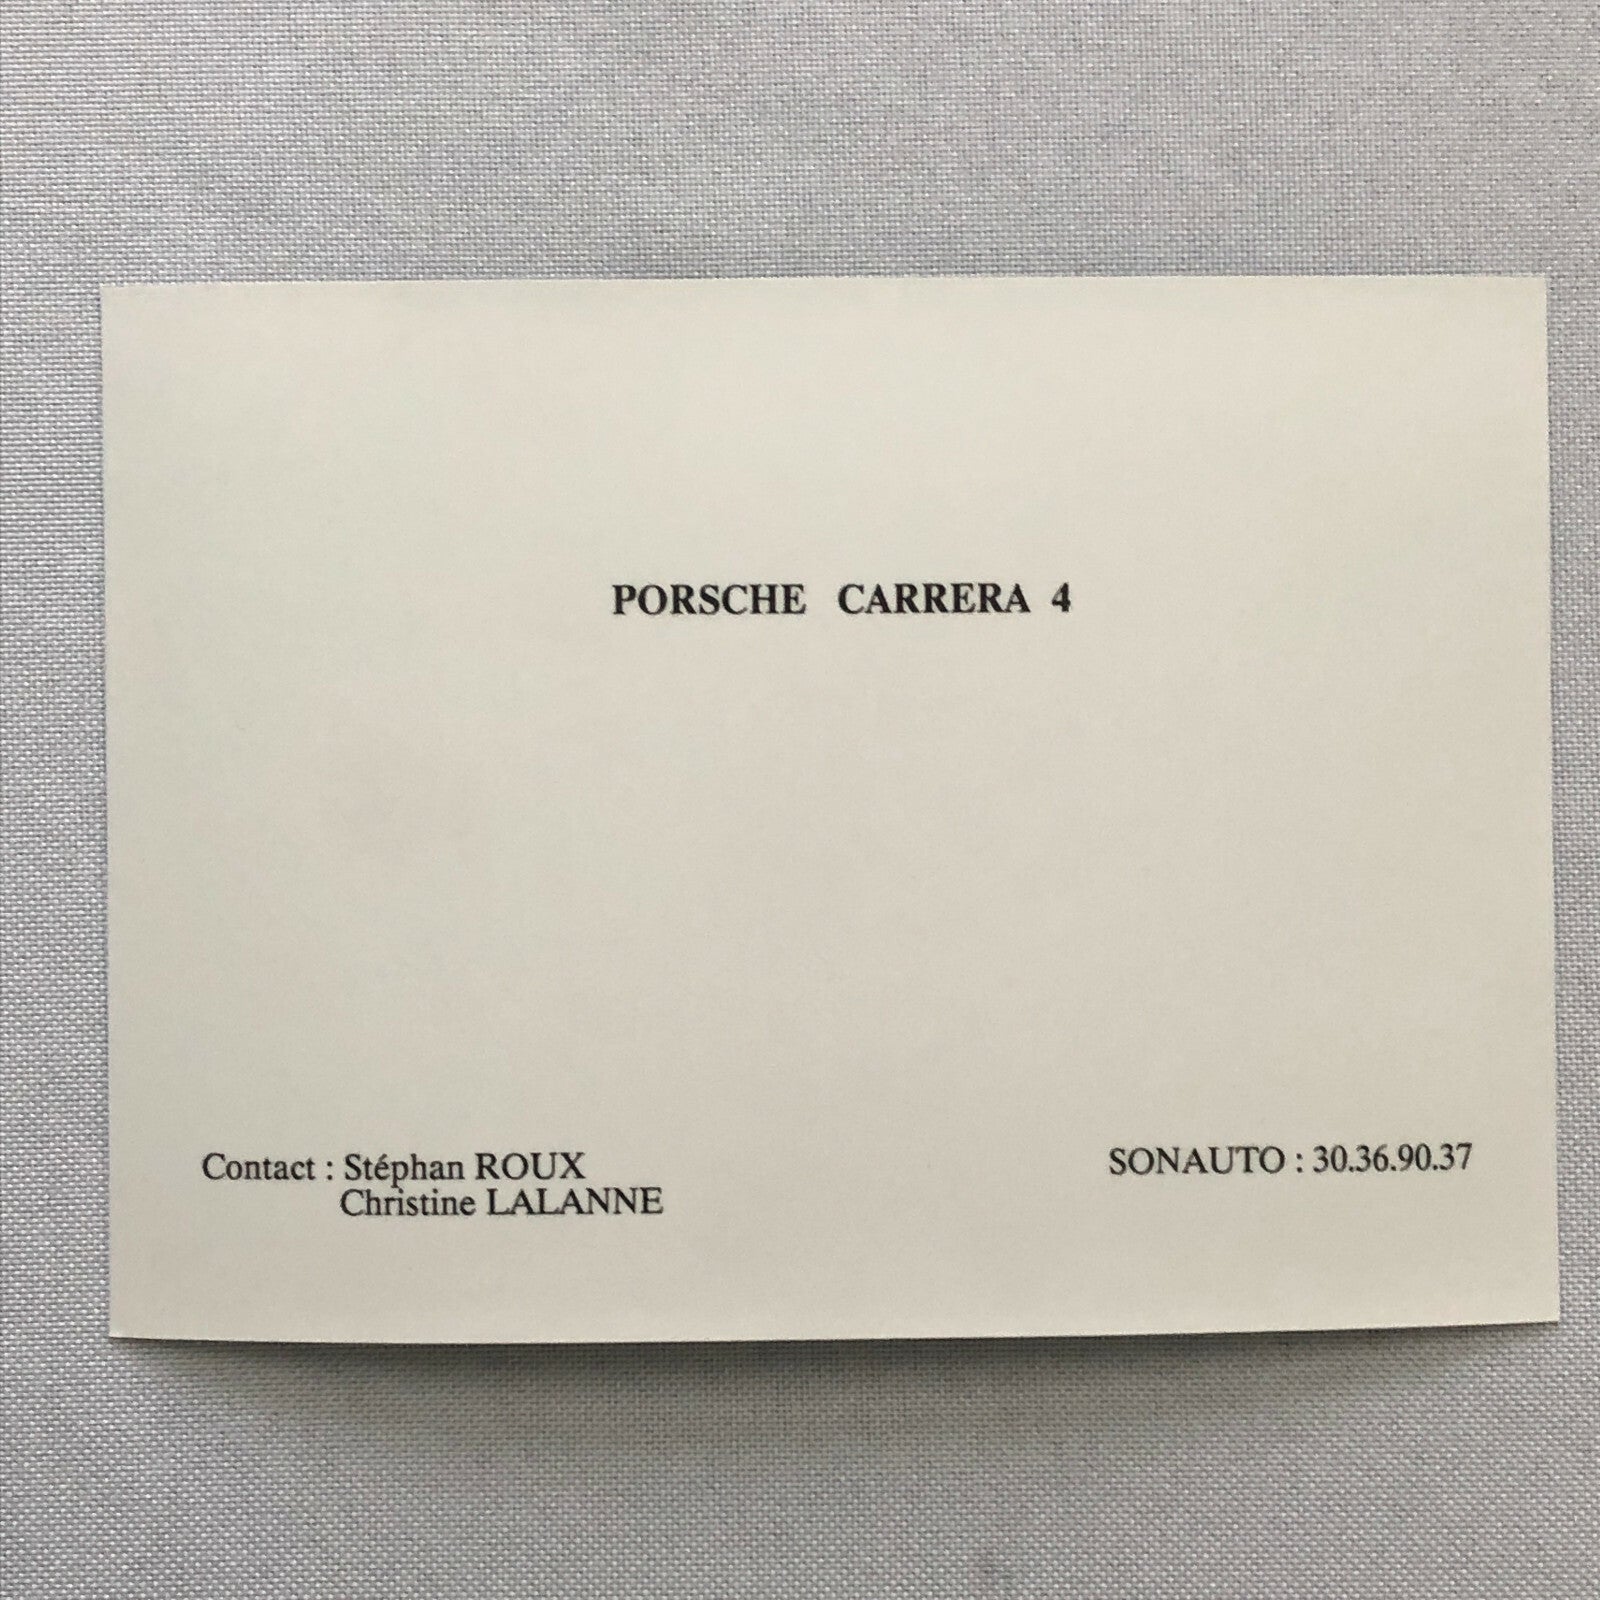 PORSCHE CARRERA 4
Contact : Stéphan ROUX
Christine LALANNE
SONAUTO : 30.36.90.37